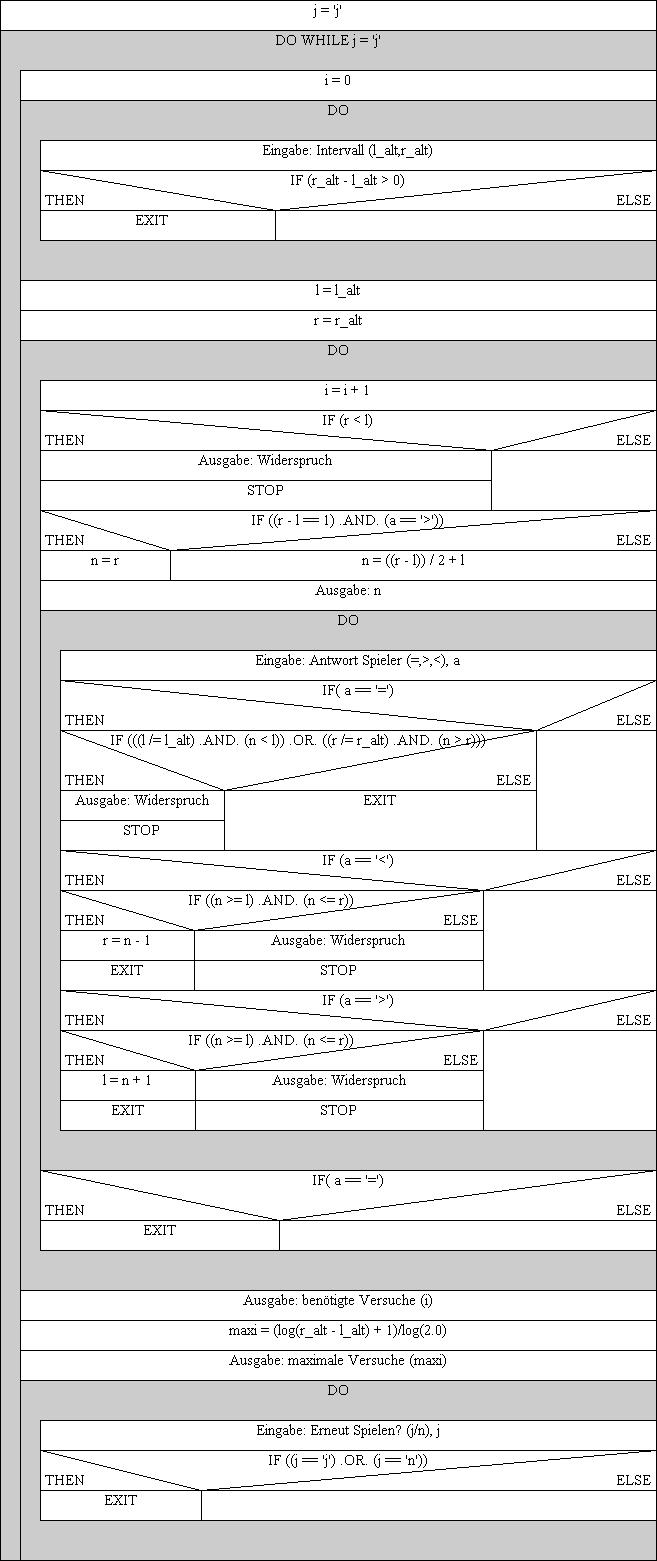 j = 'j'
DO WHILE j = 'j'
i = 0
DO
Eingabe: Intervall (l_alt,r_alt)
IF (r_alt - l_alt > 0)
THEN ELSE
EXIT
l = l_alt
r = r_alt
DO
i = i + 1
IF (r < l)
THEN ELSE
Ausgabe: Widerspruch
STOP
IF ((r - l == 1) .AND. (a == '>'))
THEN ELSE
n = r n = ((r - l)) / 2 + l
Ausgabe: n
DO
Eingabe: Antwort Spieler (=,>,<), a
IF( a == '=')
THEN ELSE
IF (((l /= l_alt) .AND. (n < l)) .OR. ((r /= r_alt) .AND. (n > r)))
THEN ELSE
Ausgabe: Widerspruch EXIT
STOP
IF (a == '<')
THEN ELSE
IF ((n >= l) .AND. (n <= r))
THEN ELSE
r = n - 1 Ausgabe: Widerspruch
EXIT STOP
IF (a == '>')
THEN ELSE
IF ((n >= l) .AND. (n <= r))
THEN ELSE
l = n + 1 Ausgabe: Widerspruch
EXIT STOP
IF( a == '=')
THEN ELSE
EXIT
Ausgabe: benötigte Versuche (i)
maxi = (log(r_alt - l_alt) + 1)/log(2.0)
Ausgabe: maximale Versuche (maxi)
DO
Eingabe: Erneut Spielen? (j/n), j
IF ((j == 'j') .OR. (j == 'n'))
THEN ELSE
EXIT